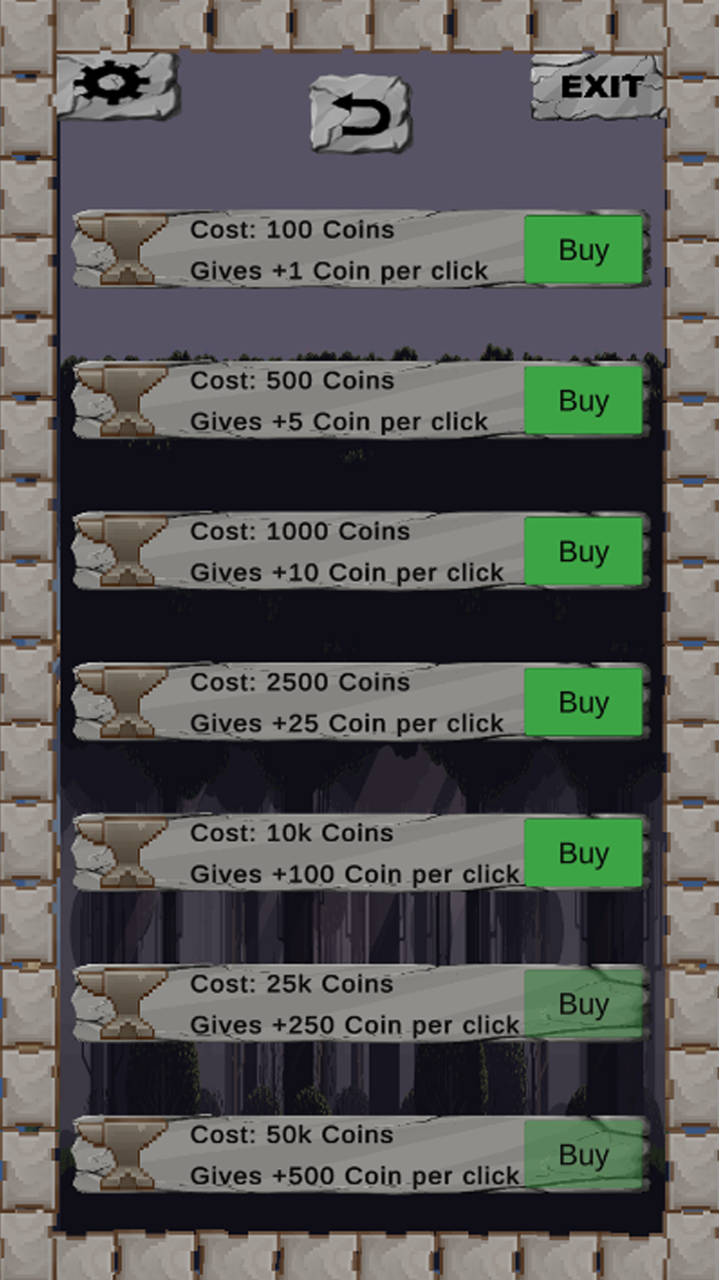 EXIT
Cost: 100 Coins
Gives +1 Coin per click
Buy
Cost: 500 Coins
Gives +5 Coin per click
Buy
Cost: 1000 Coins
Gives +10 Coin per click
Buy
Cost: 2500 Coins
Gives +25 Coin per click
Buy
Cost: 10k Coins
Gives +100 Coin per click
Buy
Cost: 25k Coins
Gives +250 Coin per click
Buy
Cost: 50k Coins
Gives +500 Coin per click
Buy